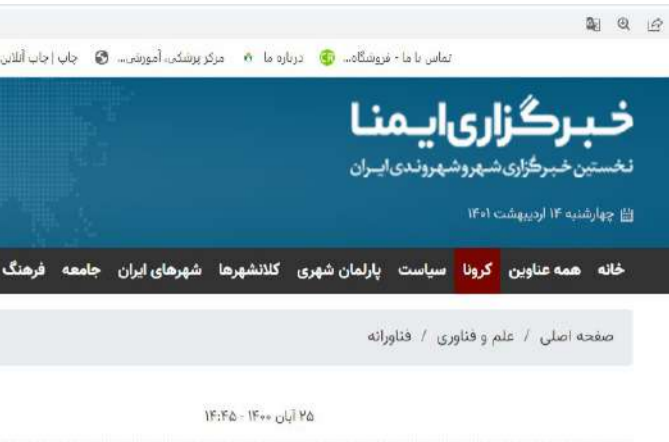 تماس با ما - فروشگاه... درباره ما مرکز پزشکی، آموزشی،... چاپ | چاپ آنلاین
خبرگزاری ایمنا
نخستین خبرگزاری شهر و شهروندی ایران
چهارشنبه ۱۴ اردیبهشت ۱۴۰۱
خانه همه عناوین کرونا سیاست پارلمان شهری کلانشهرها شهرهای ایران جامعه فرهنگ
صفحه اصلی / علم و فناوری / فناورانه
۲۵ آبان ۱۴۰۰ - ۱۴:۴۵